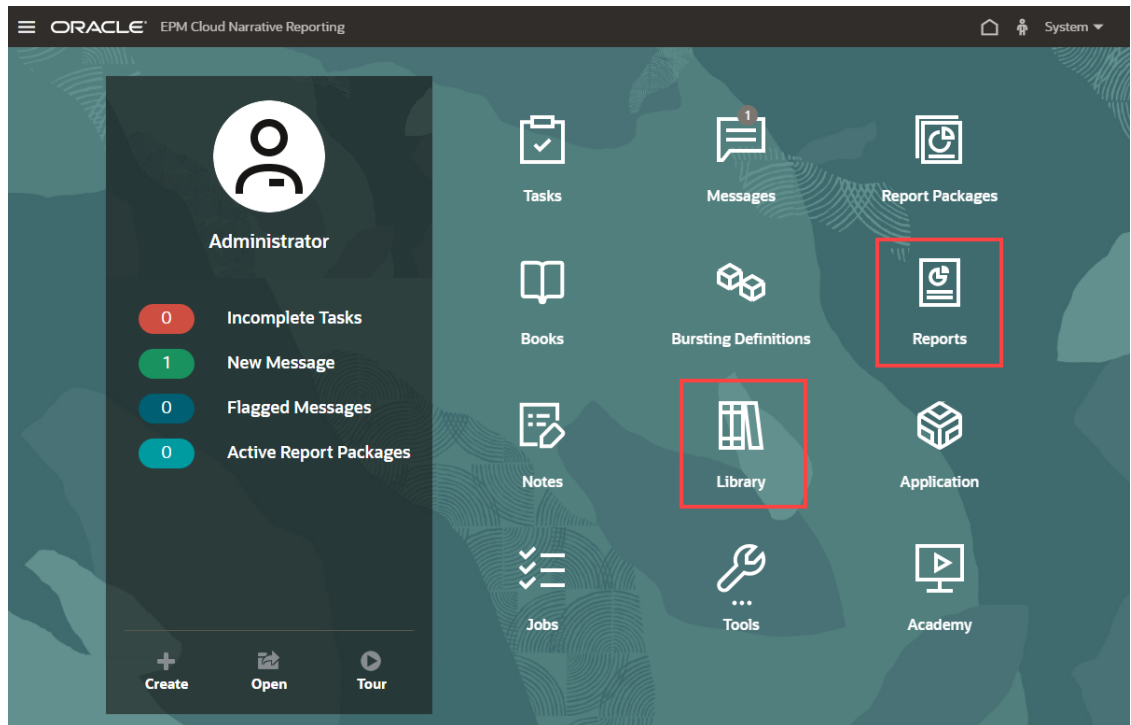 ORACLE® EPM Cloud Narrative Reporting
System
Administrator
0 Incomplete Tasks
1 New Message
0 Flagged Messages
0 Active Report Packages
Create Open Tour
1
Tasks Messages Report Packages
Books Bursting Definitions Reports
Notes Library Application
Jobs Tools Academy